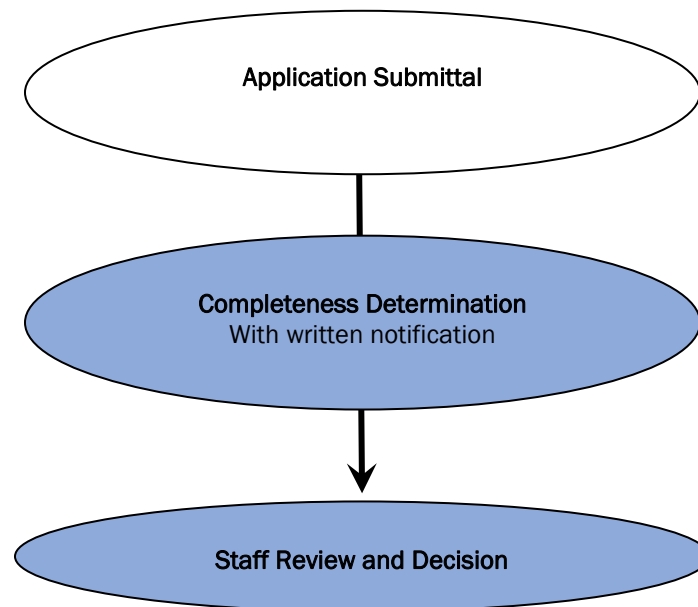 Application Submittal
Completeness Determination
With written notification
Staff Review and Decision